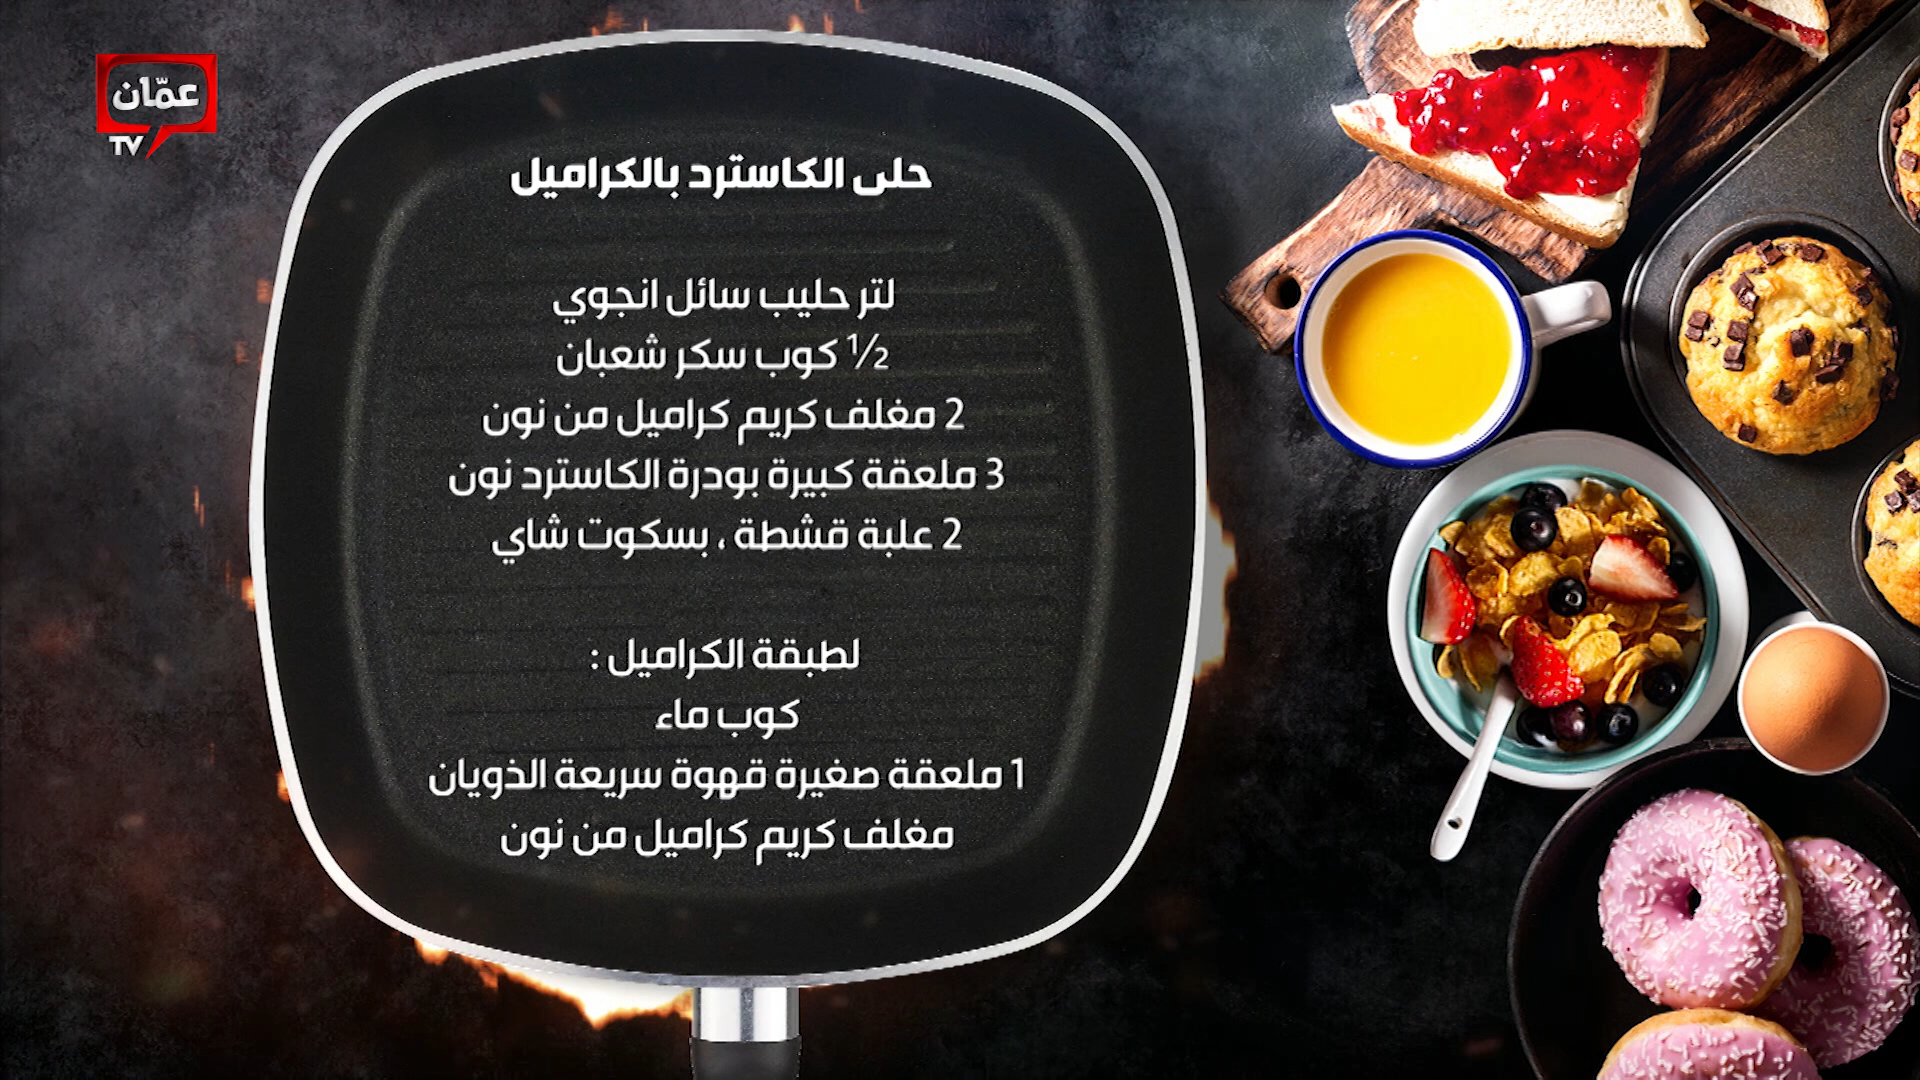 عمّان
TV
حلى الكاسترد بالكراميل
لتر حليب سائل انجوي
½ كوب سكر شعبان
2 مغلف كريم كراميل من نون
3 ملعقة كبيرة بودرة الكاسترد نون
2 علبة قشطة ، بسكوت شاي
لطبقة الكراميل :
كوب ماء
1 ملعقة صغيرة قهوة سريعة الذويان
مغلف كريم كراميل من نون